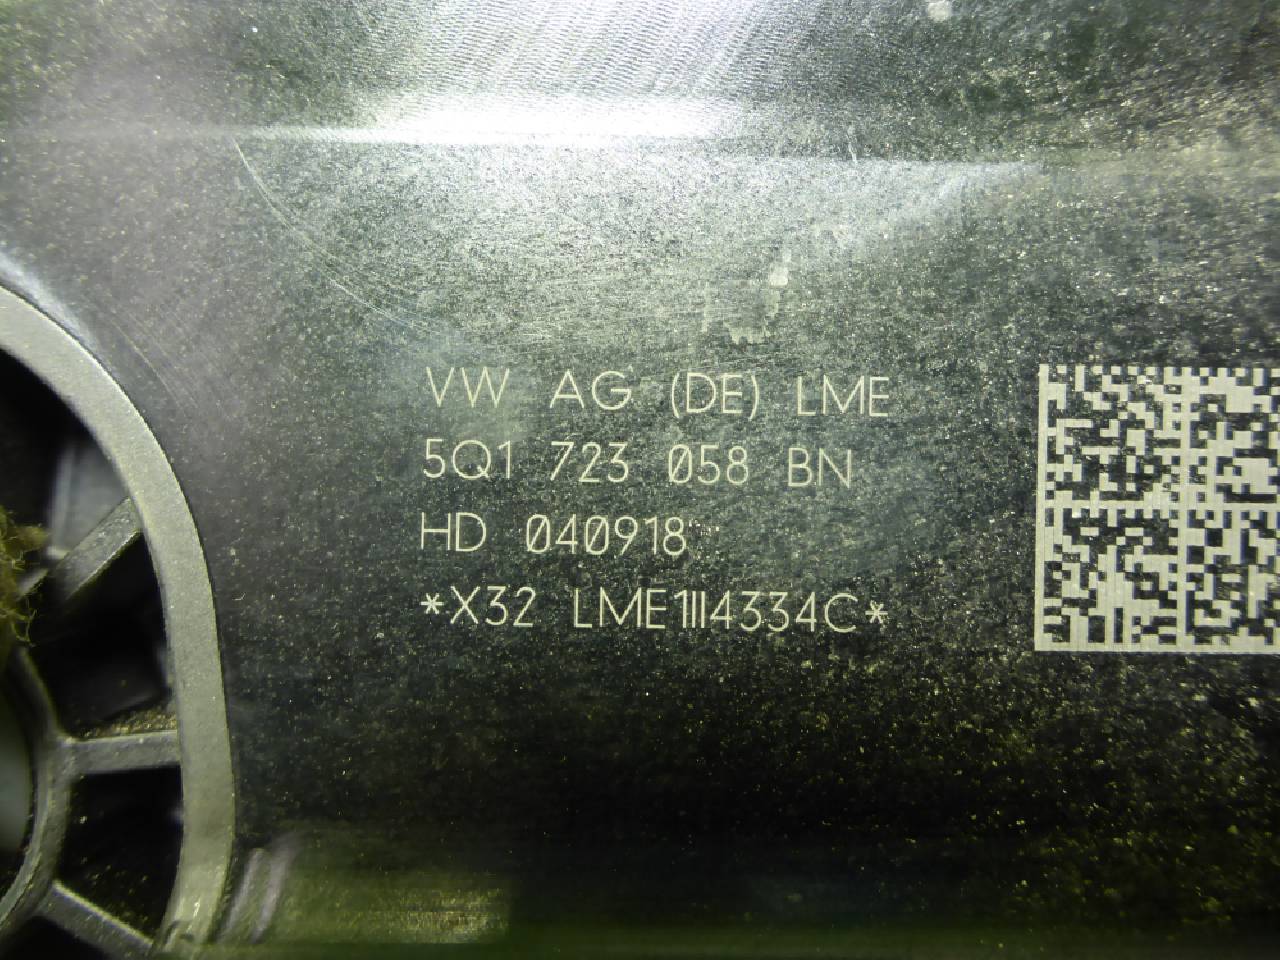 VW AG (DE) LME
5Q1 723 058 BN
HD 040918
*X32 LME1114334C*